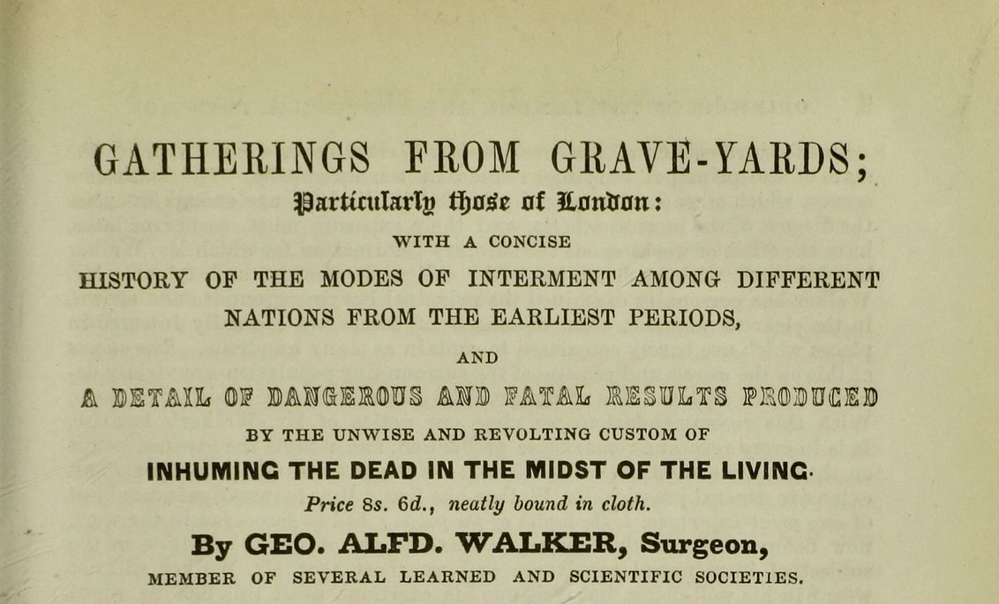 GATHERINGS FROM GRAVE-YARDS;
Particularly those of London:
WITH A CONCISE
HISTORY OF THE MODES OF INTERMENT AMONG DIFFERENT
NATIONS FROM THE EARLIEST PERIODS,
AND
A DETAIL OF DANGEROUS AND FATAL RESULTS PRODUCED
BY THE UNWISE AND REVOLTING CUSTOM OF
INHUMING THE DEAD IN THE MIDST OF THE LIVING.
Price 8s. 6d., neatly bound in cloth.
By GEO. ALFD. WALKER, Surgeon,
MEMBER OF SEVERAL LEARNED AND SCIENTIFIC SOCIETIES.